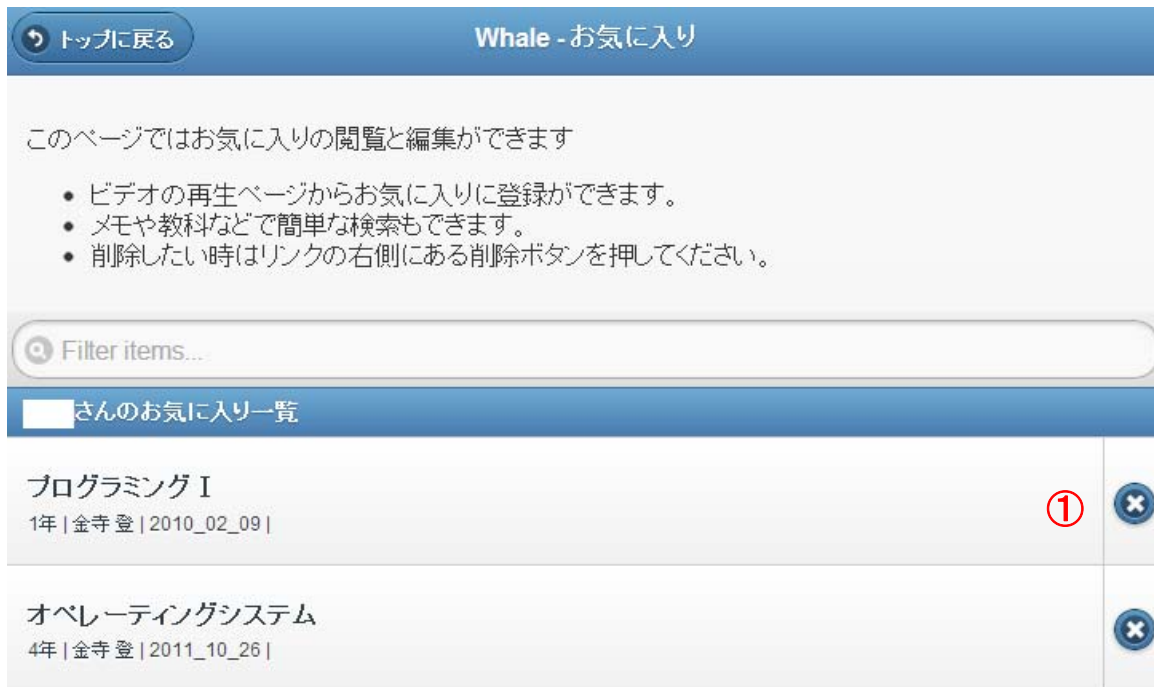 トップに戻る
Whale - お気に入り
このページではお気に入りの閲覧と編集ができます
• ビデオの再生ページからお気に入りに登録ができます。
• メモや教科などで簡単な検索もできます。
• 削除したい時はリンクの右側にある削除ボタンを押してください。
Filter items...
さんのお気に入り一覧
プログラミング I
1年 | 金寺 登 | 2010_02_09 |
①
オペレーティングシステム
4年 | 金寺 登 | 2011_10_26 |